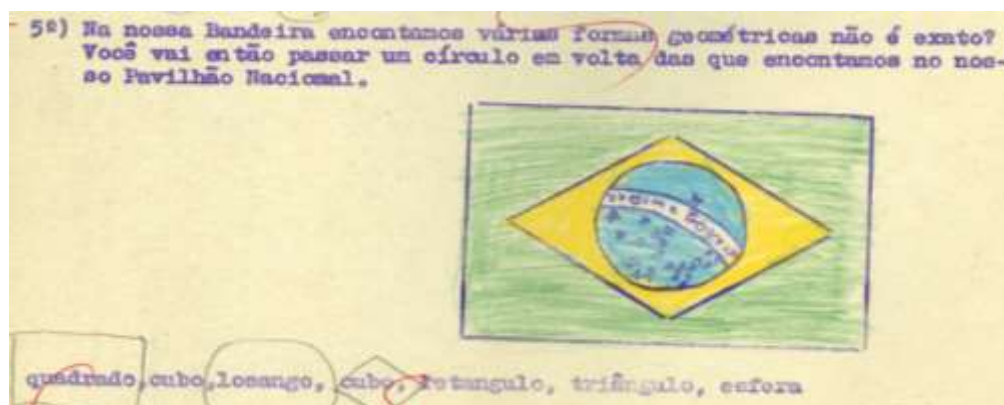 5º) Na nossa Bandeira encontamos várias formas geométricas não é exato?
Você vai então passar um círculo em volta das que encontamos no nos-
so Pavilhão Nacional.
quadrado, cubo, losango, cubo, retangulo, triângulo, esfera